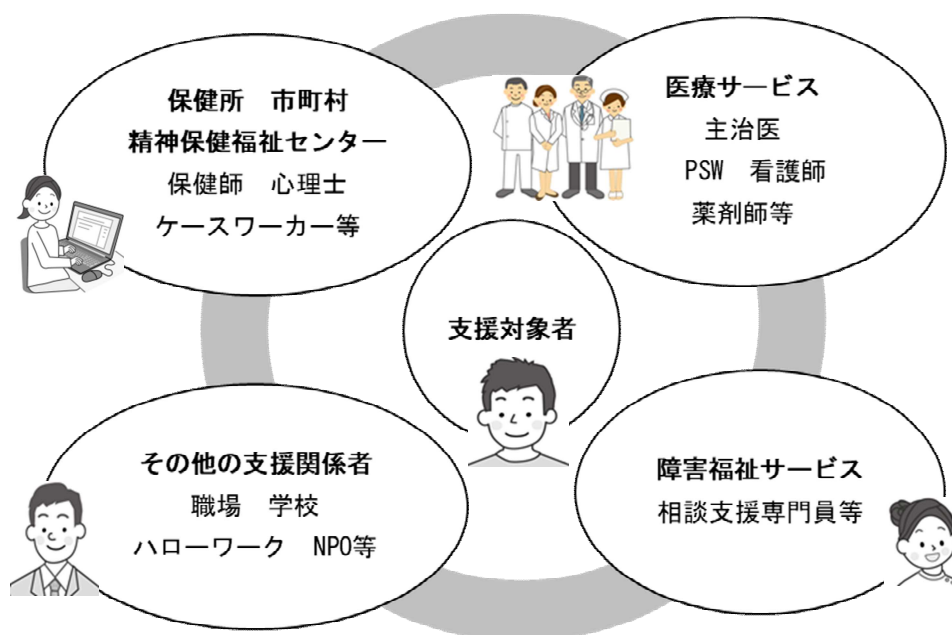 保健所　市町村
精神保健福祉センター
保健師　心理士
ケースワーカー等
医療サービス
主治医
PSW　看護師
薬剤師等
支援対象者
その他の支援関係者
職場　学校
ハローワーク　NPO等
障害福祉サービス
相談支援専門員等